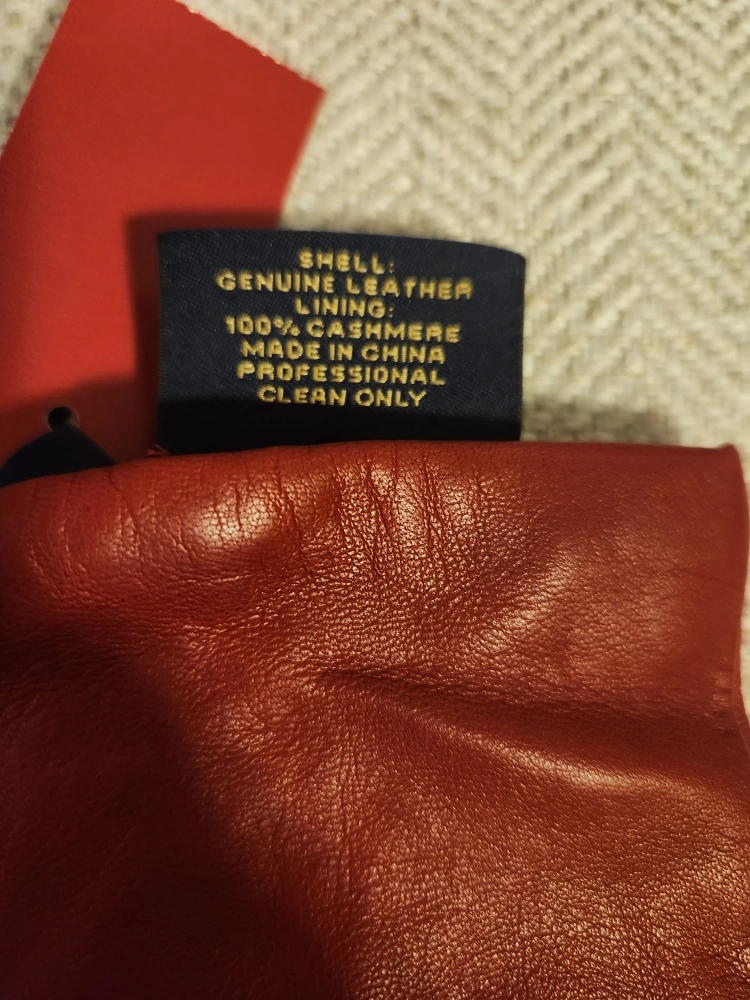 SHELL:
GENUINE LEATHER
LINING:
100% CASHMERE
MADE IN CHINA
PROFESSIONAL
CLEAN ONLY